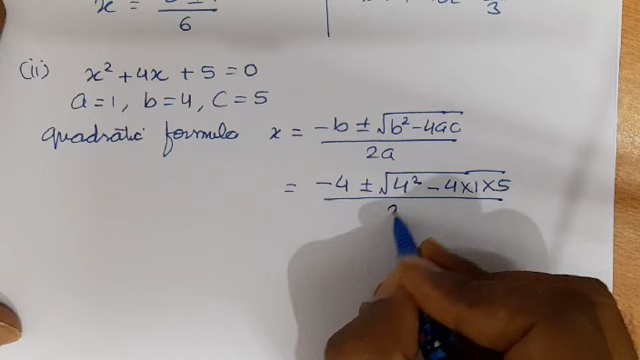 x = 6
3
(ii) x² + 4x + 5 = 0
a = 1, b = 4, c = 5
quadratic formula x = (-b ± √(b² - 4ac)) / 2a
= (-4 ± √(4² - 4×1×5)) / 2